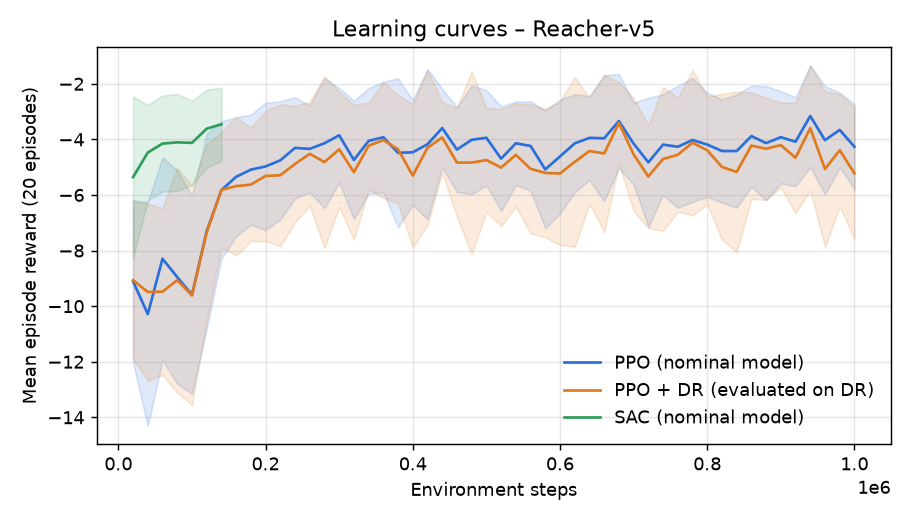 Learning curves – Reacher-v5
Mean episode reward (20 episodes)
−2
−4
−6
−8
−10
−12
−14
PPO (nominal model)
PPO + DR (evaluated on DR)
SAC (nominal model)
0.0 0.2 0.4 0.6 0.8 1.0
1e6
Environment steps